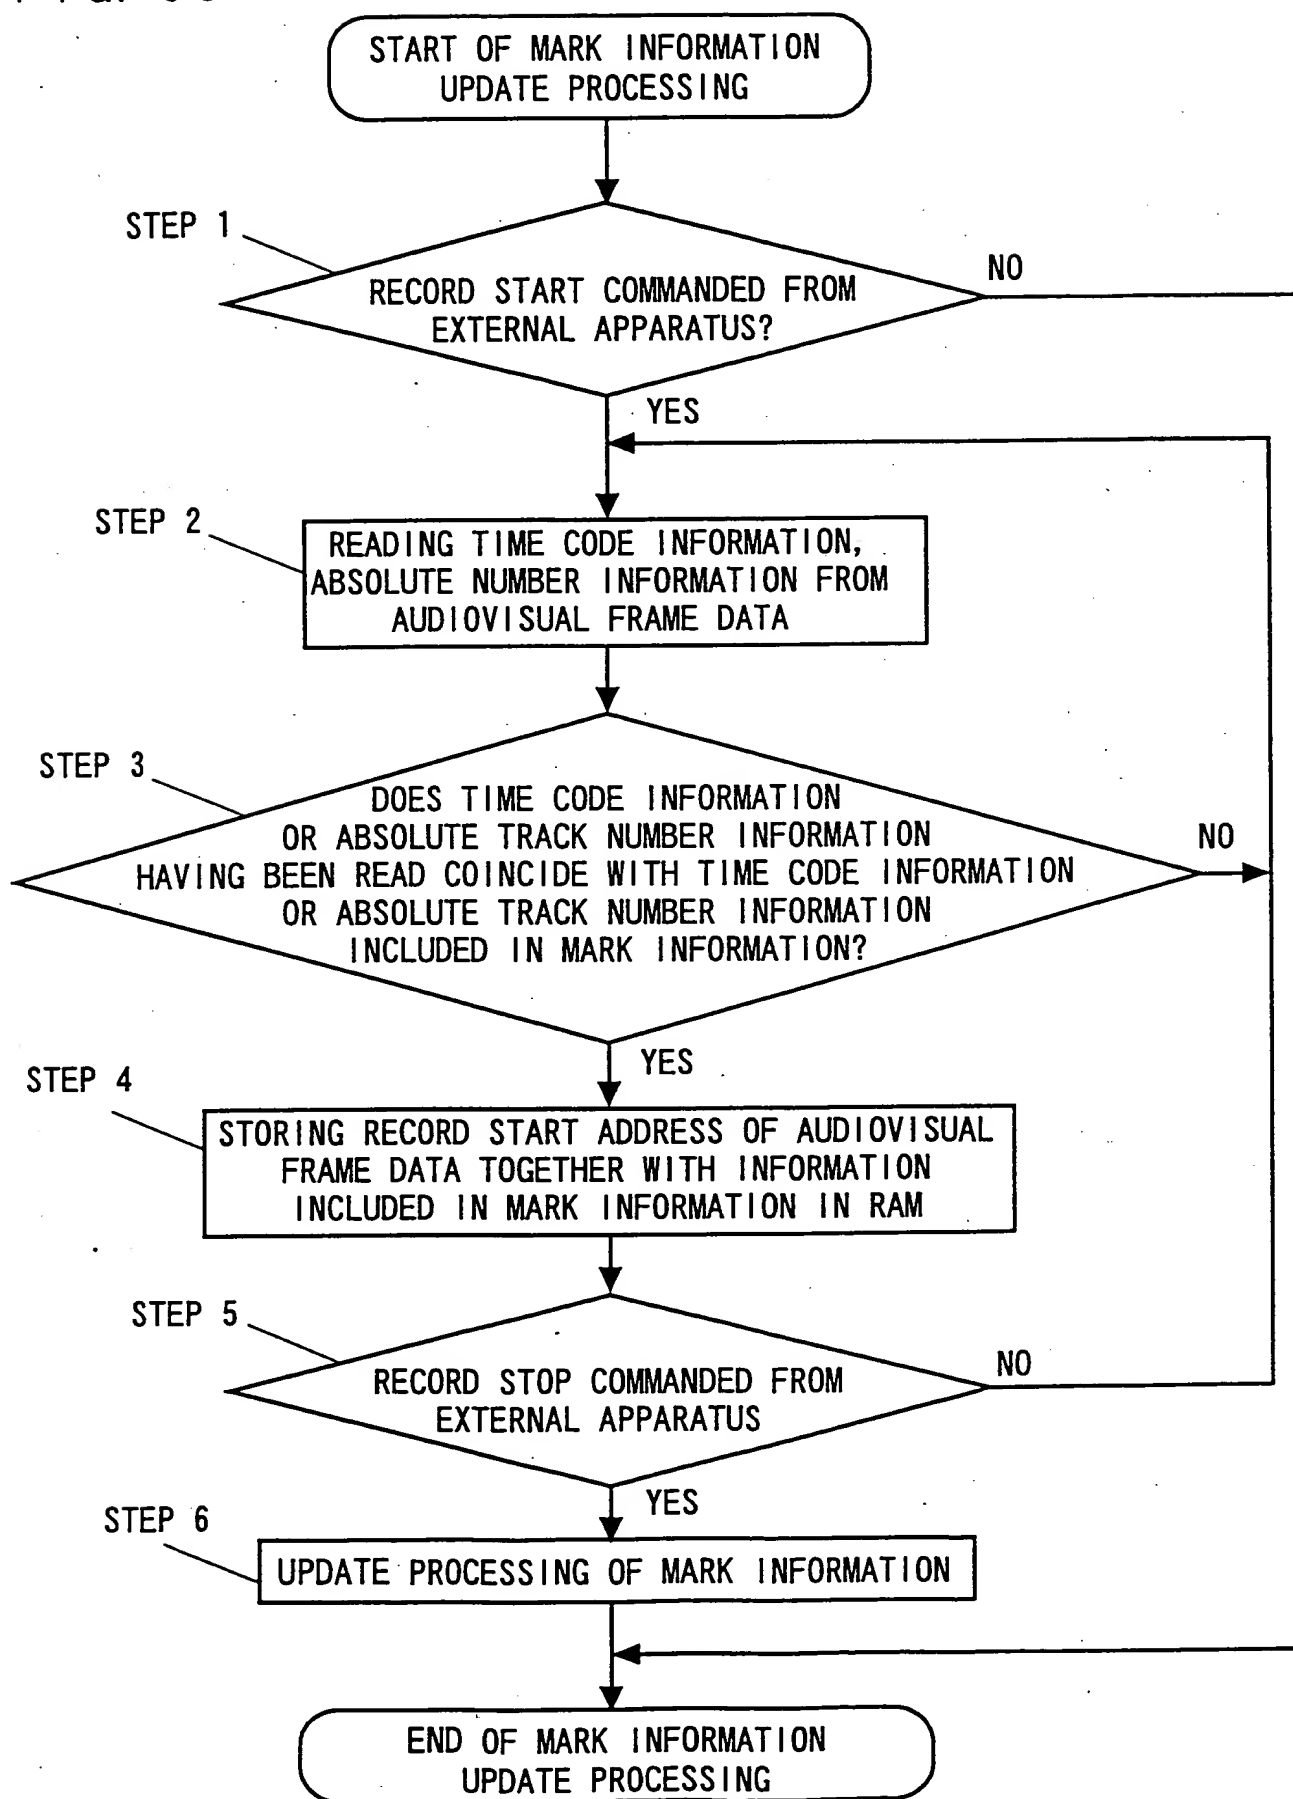 START OF MARK INFORMATION
UPDATE PROCESSING
STEP 1
RECORD START COMMANDED FROM
EXTERNAL APPARATUS?
NO
YES
STEP 2
READING TIME CODE INFORMATION,
ABSOLUTE NUMBER INFORMATION FROM
AUDIOVISUAL FRAME DATA
STEP 3
DOES TIME CODE INFORMATION
OR ABSOLUTE TRACK NUMBER INFORMATION
HAVING BEEN READ COINCIDE WITH TIME CODE INFORMATION
OR ABSOLUTE TRACK NUMBER INFORMATION
INCLUDED IN MARK INFORMATION?
NO
YES
STEP 4
STORING RECORD START ADDRESS OF AUDIOVISUAL
FRAME DATA TOGETHER WITH INFORMATION
INCLUDED IN MARK INFORMATION IN RAM
STEP 5
RECORD STOP COMMANDED FROM
EXTERNAL APPARATUS
NO
YES
STEP 6
UPDATE PROCESSING OF MARK INFORMATION
END OF MARK INFORMATION
UPDATE PROCESSING